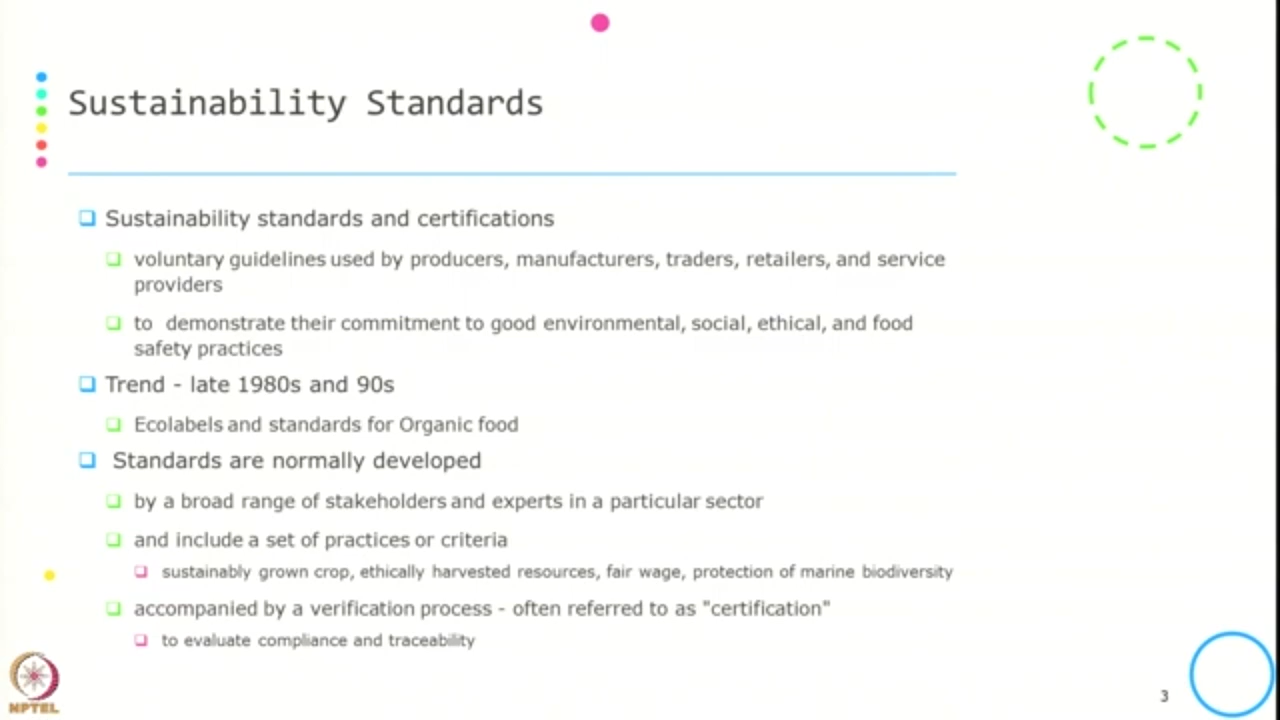 Sustainability Standards
Sustainability standards and certifications
voluntary guidelines used by producers, manufacturers, traders, retailers, and service
providers
to demonstrate their commitment to good environmental, social, ethical, and food
safety practices
Trend - late 1980s and 90s
Ecolabels and standards for Organic food
Standards are normally developed
by a broad range of stakeholders and experts in a particular sector
and include a set of practices or criteria
sustainably grown crop, ethically harvested resources, fair wage, protection of marine biodiversity
accompanied by a verification process - often referred to as "certification"
to evaluate compliance and traceability
NPTEL
3